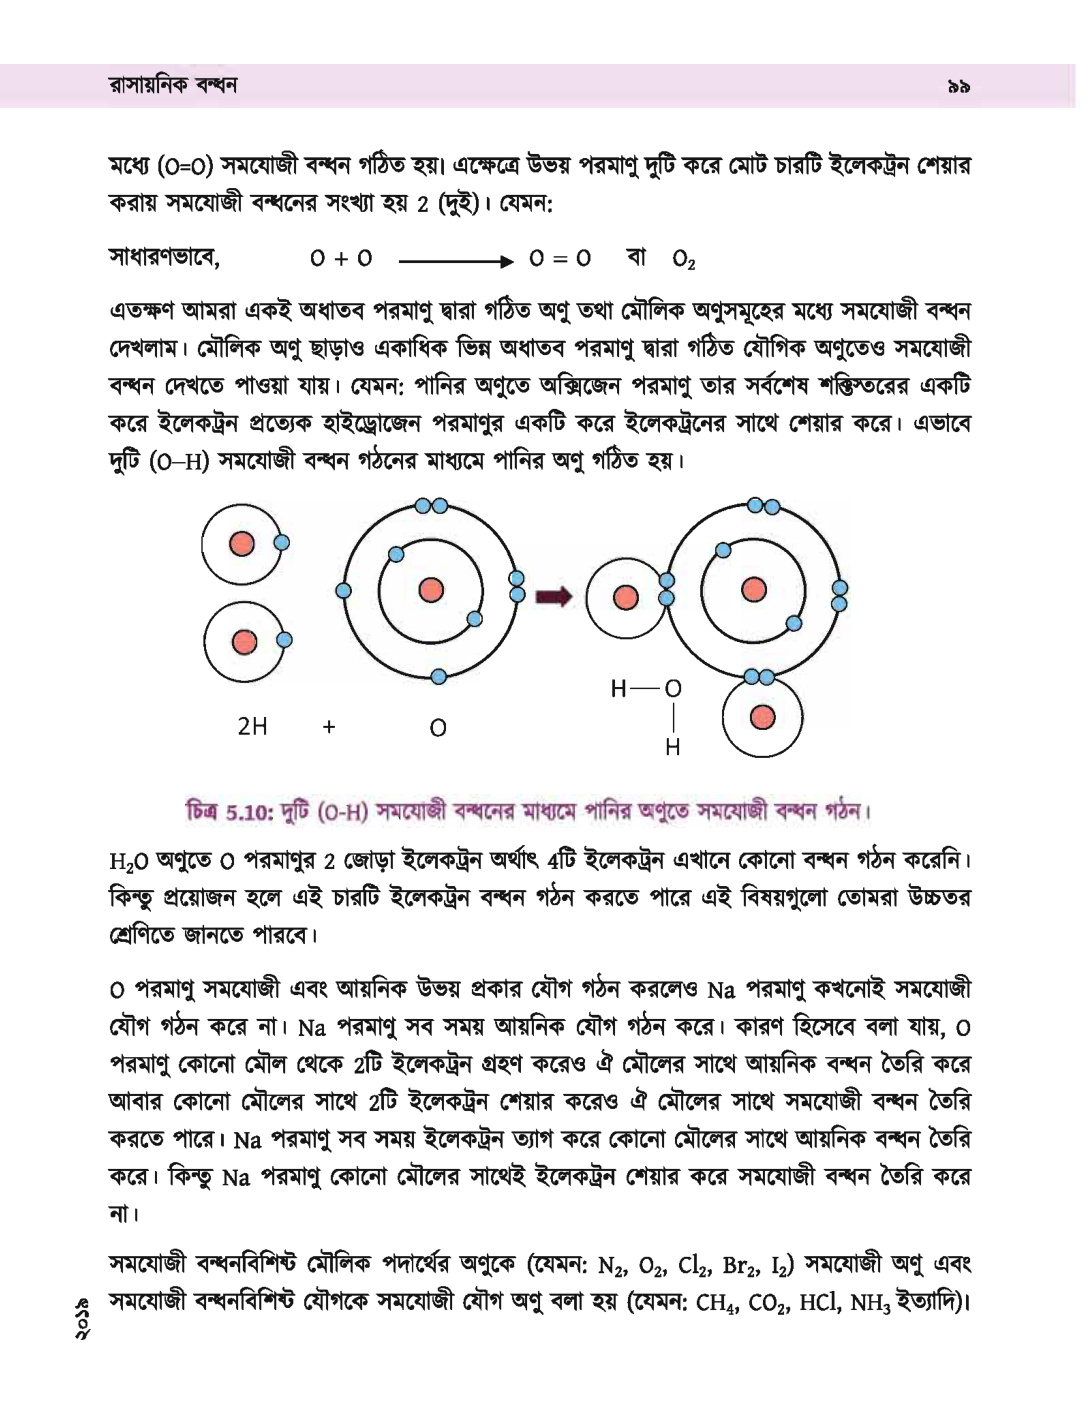 রাসায়নিক বন্ধন ৯৯
মধ্যে (O=O) সমযোজী বন্ধন গঠিত হয়। এক্ষেত্রে উভয় পরমাণু দুটি করে মোট চারটি ইলেকট্রন শেয়ার
করায় সমযোজী বন্ধনের সংখ্যা হয় 2 (দুই)। যেমন:
সাধারণভাবে, O + O ⟶ O = O বা O₂
এতক্ষণ আমরা একই অধাতব পরমাণু দ্বারা গঠিত অণু তথা মৌলিক অণুসমূহের মধ্যে সমযোজী বন্ধন
দেখলাম। মৌলিক অণু ছাড়াও একাধিক ভিন্ন অধাতব পরমাণু দ্বারা গঠিত যৌগিক অণুতেও সমযোজী
বন্ধন দেখতে পাওয়া যায়। যেমন: পানির অণুতে অক্সিজেন পরমাণু তার সর্বশেষ শক্তিস্তরের একটি
করে ইলেকট্রন প্রত্যেক হাইড্রোজেন পরমাণুর একটি করে ইলেকট্রনের সাথে শেয়ার করে। এভাবে
দুটি (O–H) সমযোজী বন্ধন গঠনের মাধ্যমে পানির অণু গঠিত হয়।
H—O
|
H
2H + O
চিত্র 5.10: দুটি (O-H) সমযোজী বন্ধনের মাধ্যমে পানির অণুতে সমযোজী বন্ধন গঠন।
H₂O অণুতে O পরমাণুর 2 জোড়া ইলেকট্রন অর্থাৎ 4টি ইলেকট্রন এখানে কোনো বন্ধন গঠন করেনি।
কিন্তু প্রয়োজন হলে এই চারটি ইলেকট্রন বন্ধন গঠন করতে পারে এই বিষয়গুলো তোমরা উচ্চতর
শ্রেণিতে জানতে পারবে।
O পরমাণু সমযোজী এবং আয়নিক উভয় প্রকার যৌগ গঠন করলেও Na পরমাণু কখনোই সমযোজী
যৌগ গঠন করে না। Na পরমাণু সব সময় আয়নিক যৌগ গঠন করে। কারণ হিসেবে বলা যায়, O
পরমাণু কোনো মৌল থেকে 2টি ইলেকট্রন গ্রহণ করেও ঐ মৌলের সাথে আয়নিক বন্ধন তৈরি করে
আবার কোনো মৌলের সাথে 2টি ইলেকট্রন শেয়ার করেও ঐ মৌলের সাথে সমযোজী বন্ধন তৈরি
করতে পারে। Na পরমাণু সব সময় ইলেকট্রন ত্যাগ করে কোনো মৌলের সাথে আয়নিক বন্ধন তৈরি
করে। কিন্তু Na পরমাণু কোনো মৌলের সাথেই ইলেকট্রন শেয়ার করে সমযোজী বন্ধন তৈরি করে
না।
সমযোজী বন্ধনবিশিষ্ট মৌলিক পদার্থের অণুকে (যেমন: N₂, O₂, Cl₂, Br₂, I₂) সমযোজী অণু এবং
সমযোজী বন্ধনবিশিষ্ট যৌগকে সমযোজী যৌগ অণু বলা হয় (যেমন: CH₄, CO₂, HCl, NH₃ ইত্যাদি)।
২০১৯